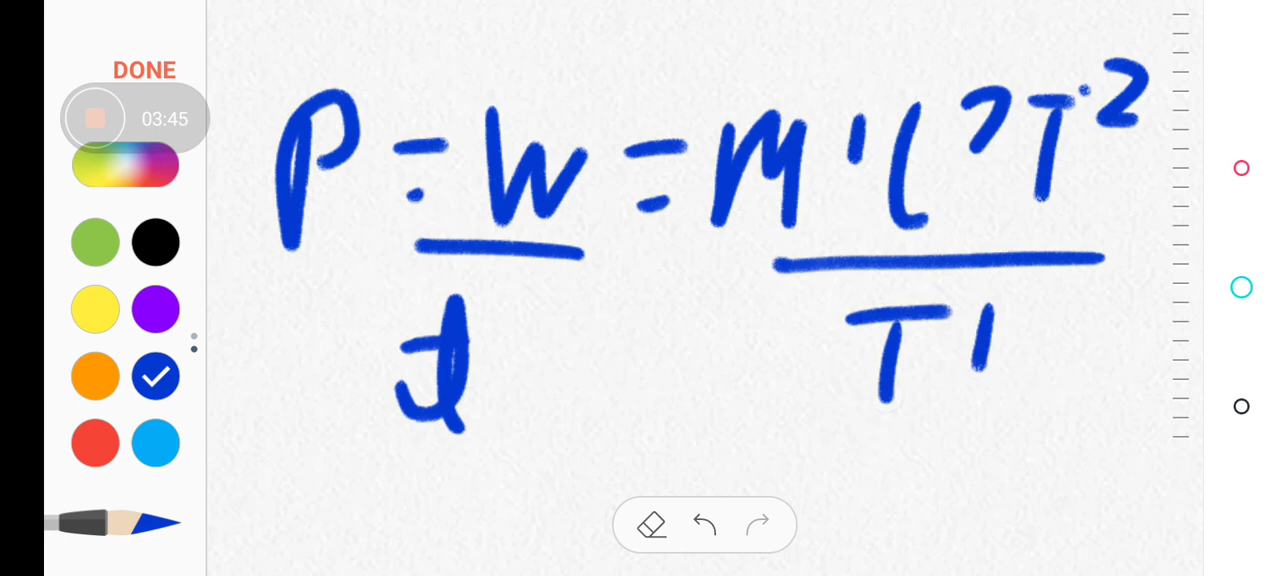 DONE
03:45
P = W = M¹L²T⁻²
t T¹